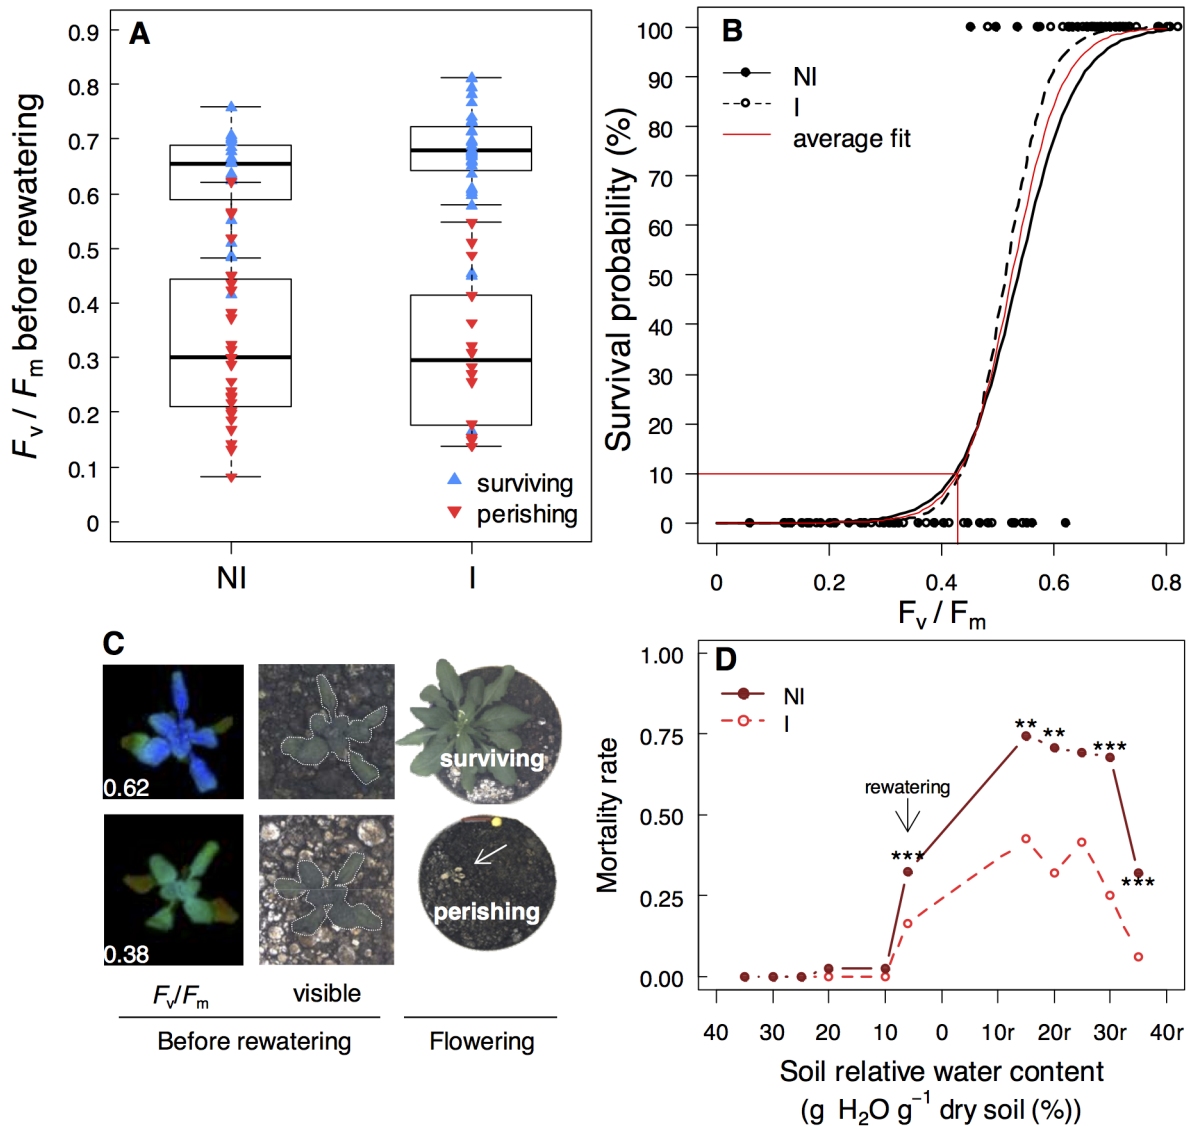 A
Fv / Fm before rewatering
0.9
0.8
0.7
0.6
0.5
0.4
0.3
0.2
0.1
0
surviving
perishing
NI
I
B
Survival probability (%)
100
90
80
70
60
50
40
30
20
10
0
NI
I
average fit
0
0.2
0.4
0.6
0.8
Fv / Fm
C
0.62
surviving
0.38
perishing
Fv/Fm
visible
Before rewatering
Flowering
D
Mortality rate
1.00
0.75
0.50
0.25
0.00
NI
I
rewatering
***
**
**
***
***
40
30
20
10
0
10r
20r
30r
40r
Soil relative water content
(g H2O g−1 dry soil (%))